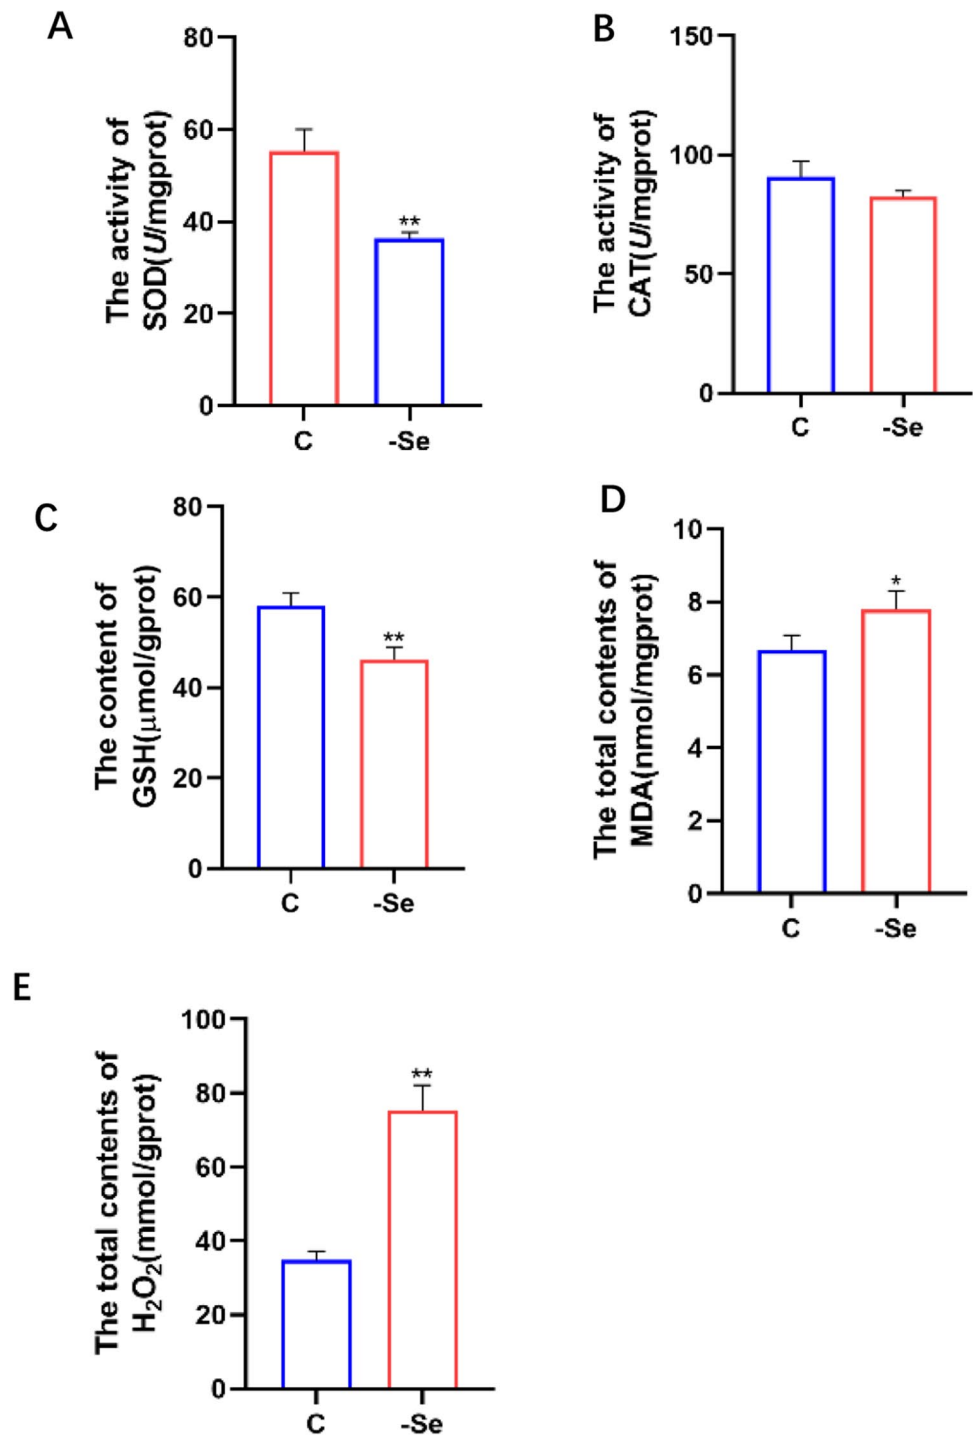 A
The activity of
SOD(U/mgprot)
80
60
40
20
0
**
C
-Se
B
The activity of
CAT(U/mgprot)
150
100
50
0
C
-Se
C
The content of
GSH(μmol/gprot)
80
60
40
20
0
**
C
-Se
D
The total contents of
MDA(nmol/mgprot)
10
8
6
4
2
0
*
C
-Se
E
The total contents of
H₂O₂(mmol/gprot)
100
80
60
40
20
0
**
C
-Se